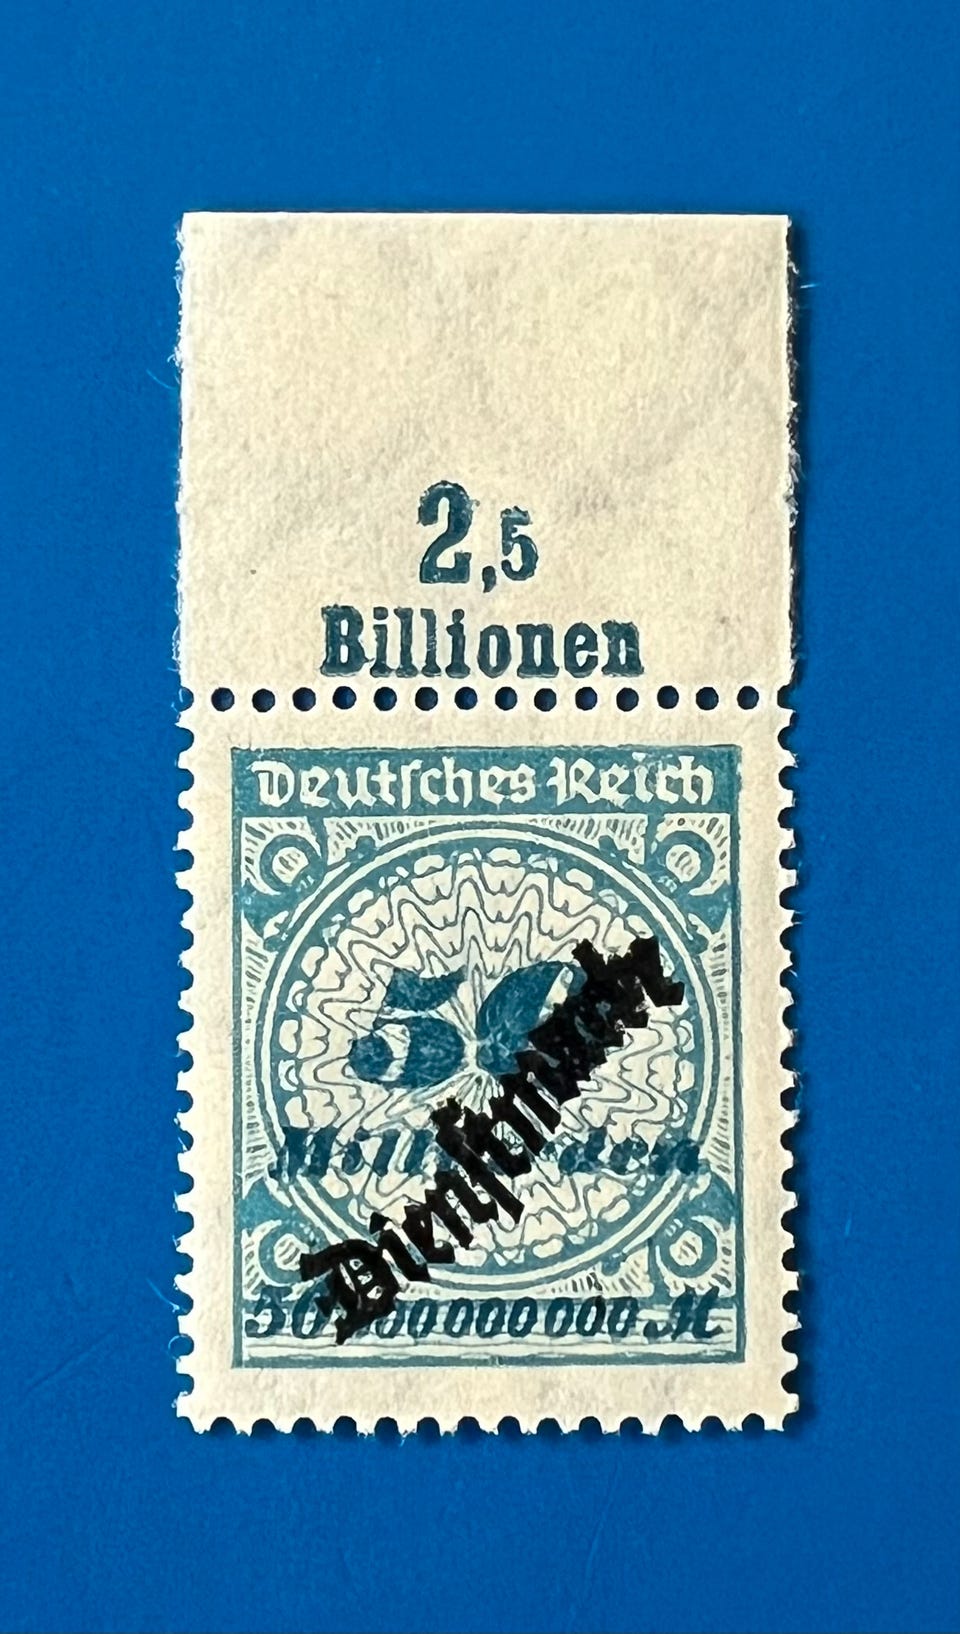 2,5
Billionen
Deutsches Reich
50
Milliarden
Dienstmarke
50 000 000 000 M